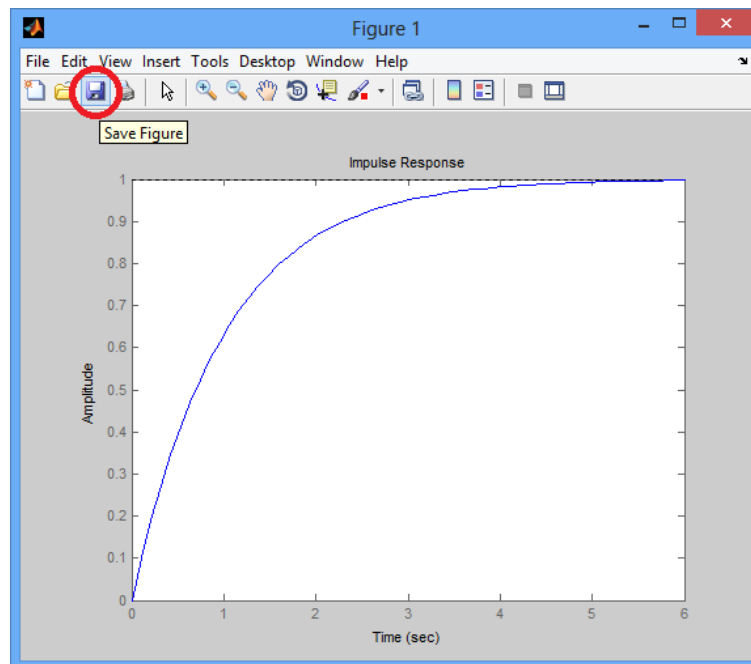 Figure 1
File Edit View Insert Tools Desktop Window Help
Save Figure
Impulse Response
1
0.9
0.8
0.7
0.6
0.5
0.4
0.3
0.2
0.1
0
Amplitude
0 1 2 3 4 5 6
Time (sec)